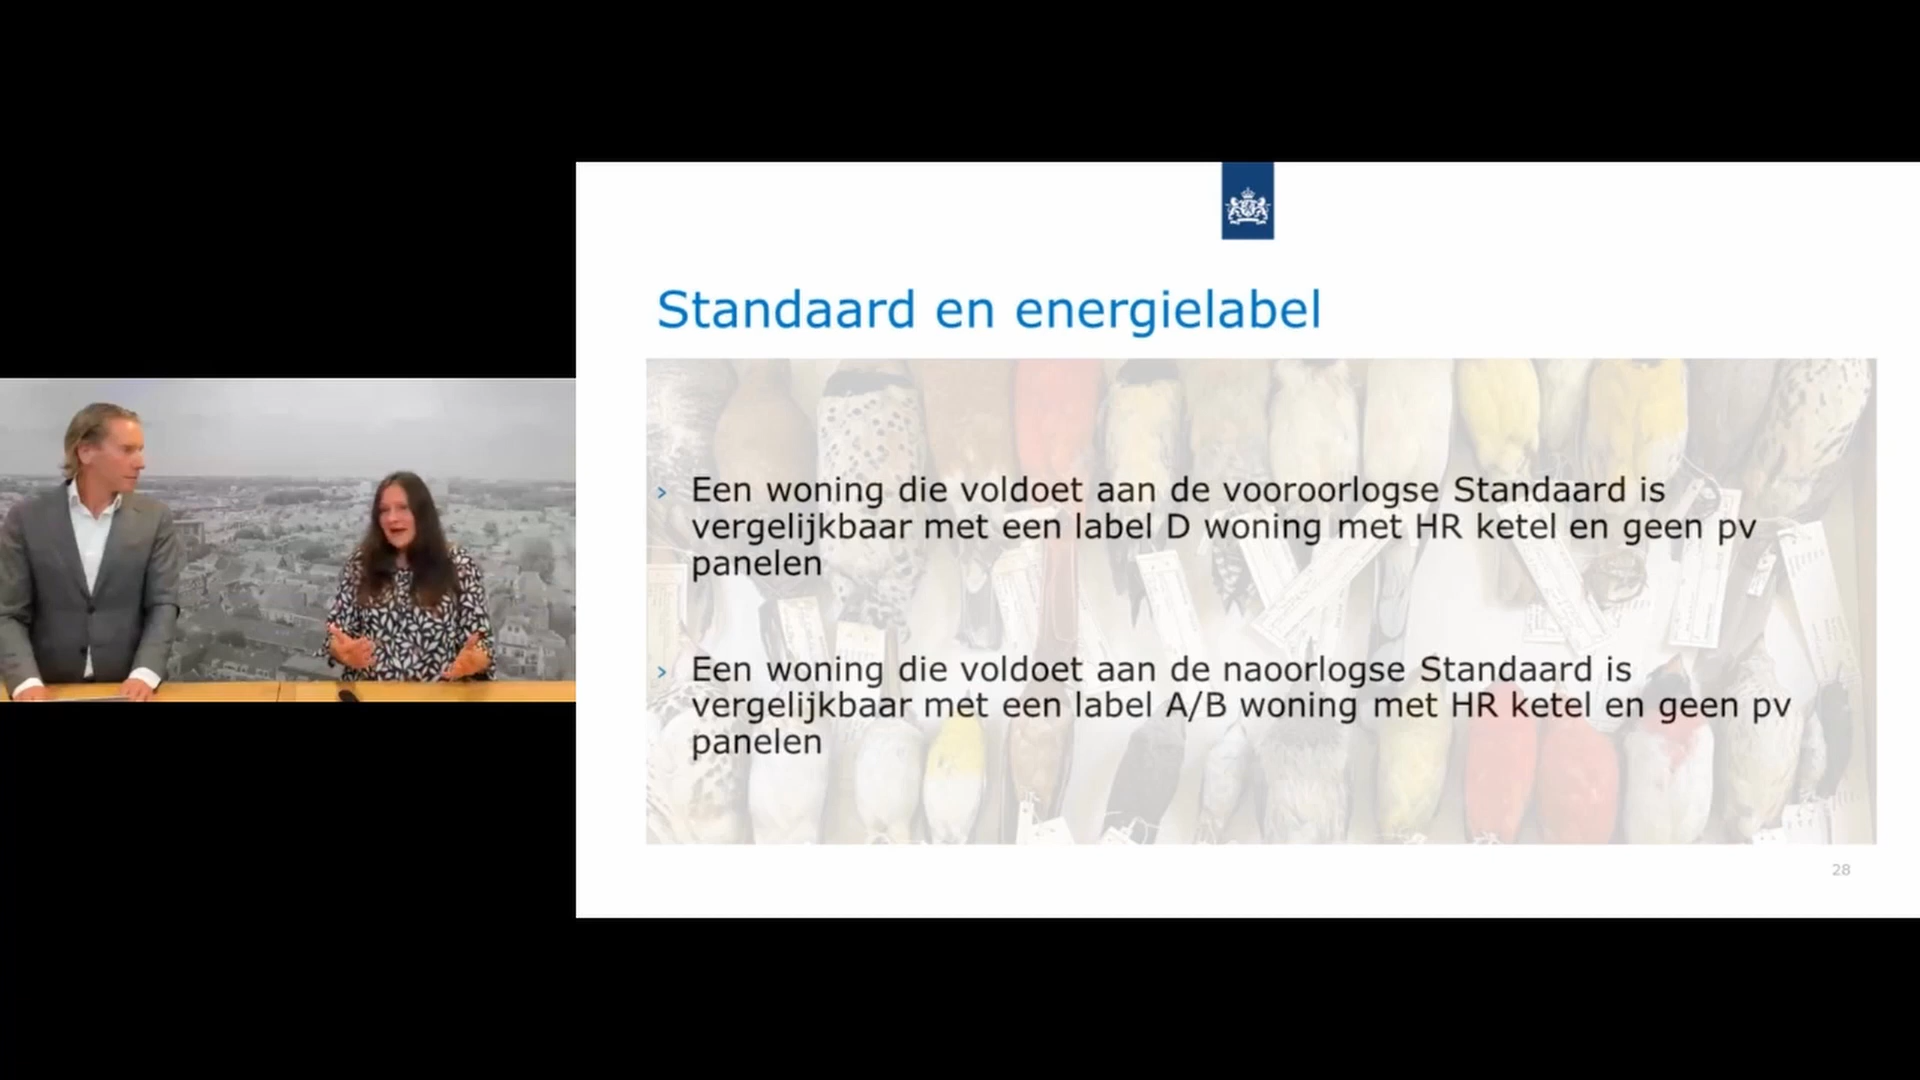 Standaard en energielabel
› Een woning die voldoet aan de vooroorlogse Standaard is
vergelijkbaar met een label D woning met HR ketel en geen pv
panelen
› Een woning die voldoet aan de naoorlogse Standaard is
vergelijkbaar met een label A/B woning met HR ketel en geen pv
panelen
28